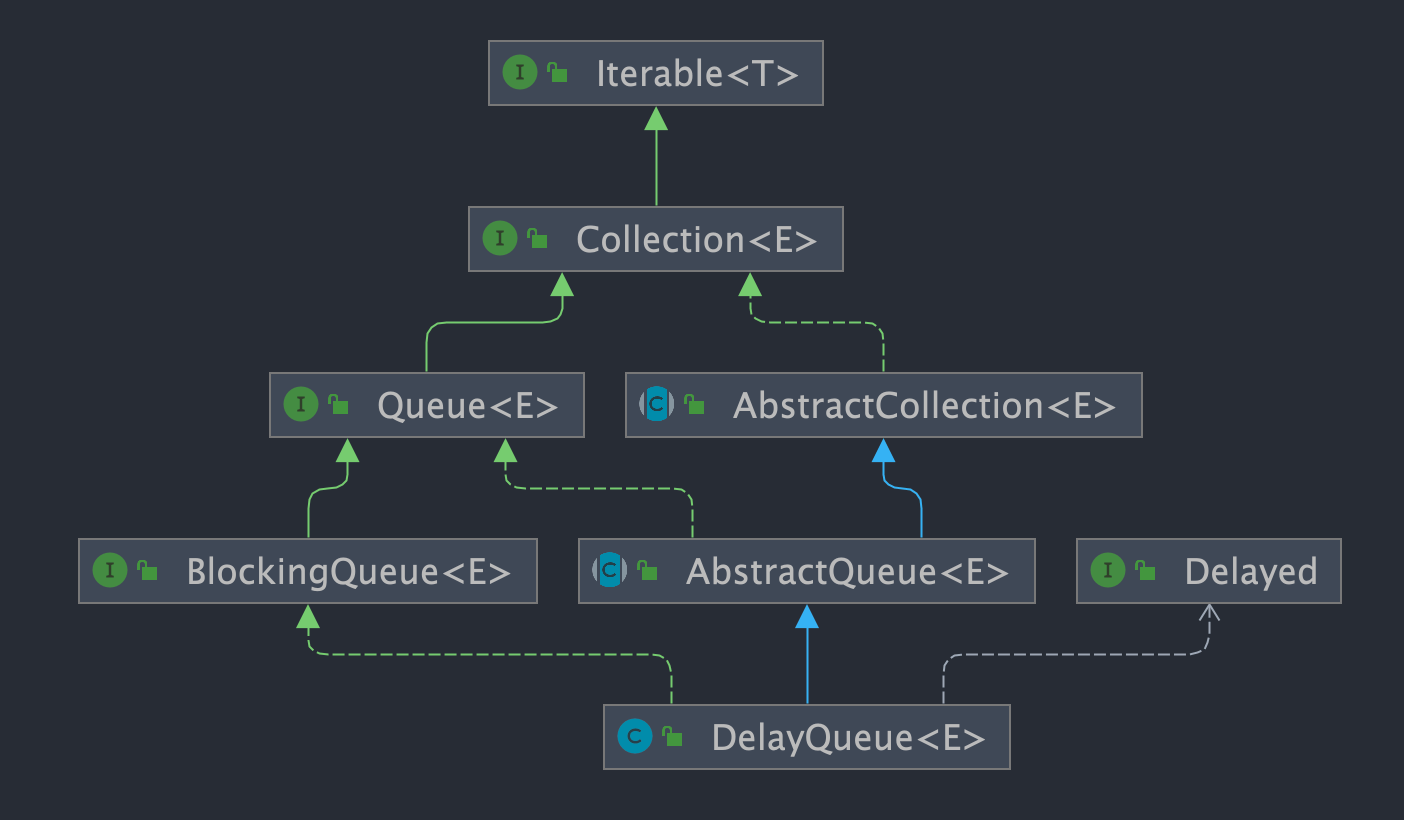 I Iterable<T>
I Collection<E>
I Queue<E>
C AbstractCollection<E>
I BlockingQueue<E>
C AbstractQueue<E>
I Delayed
C DelayQueue<E>